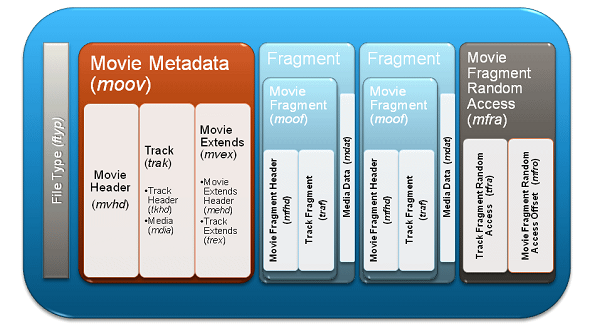 File Type (ftyp)
Movie Metadata
(moov)
Movie
Header
(mvhd)
Track
(trak)
•Track
Header
(tkhd)
•Media
(mdia)
Movie
Extends
(mvex)
•Movie
Extends
Header
(mehd)
•Track
Extends
(trex)
Fragment
Movie
Fragment
(moof)
Movie Fragment Header
(mfhd)
Track Fragment
(traf)
Media Data (mdat)
Fragment
Movie
Fragment
(moof)
Movie Fragment Header
(mfhd)
Track Fragment
(traf)
Media Data (mdat)
Movie
Fragment
Random
Access
(mfra)
Track Fragment Random
Access (tfra)
Movie Fragment Random
Access Offset (mfro)